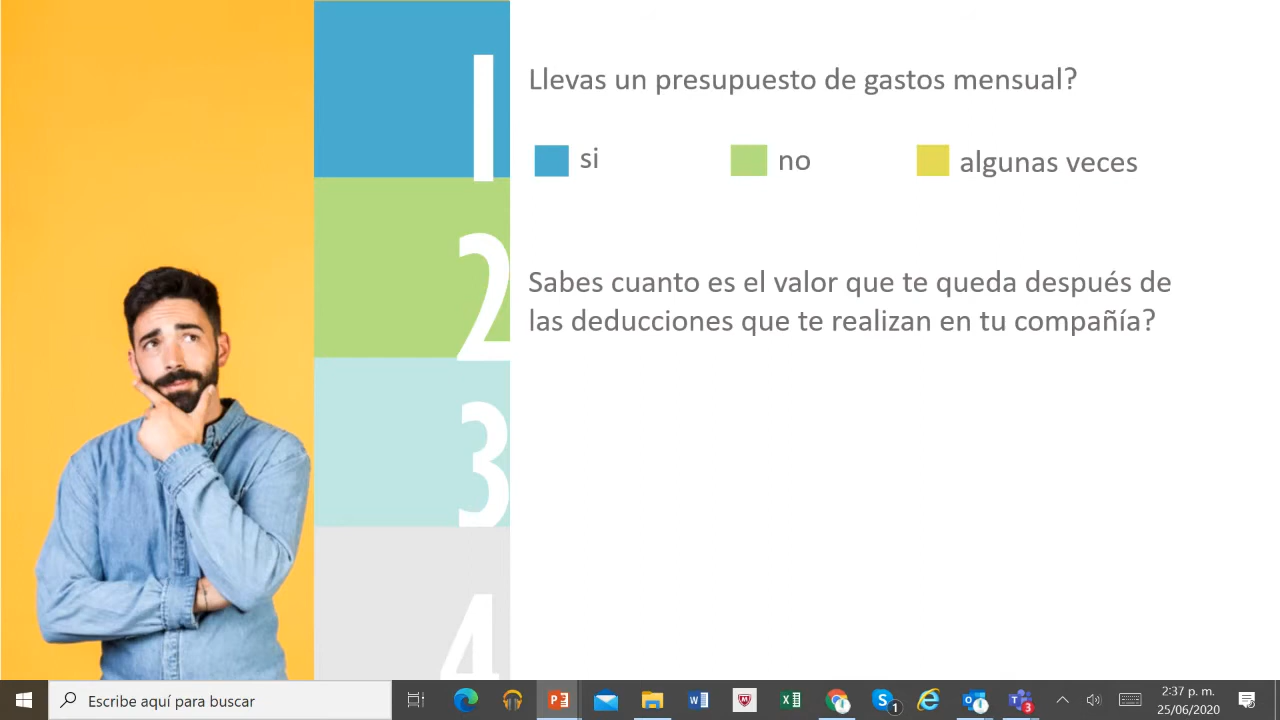 1
Llevas un presupuesto de gastos mensual?
si
no
algunas veces
2
Sabes cuanto es el valor que te queda después de
las deducciones que te realizan en tu compañía?
3
4
Escribe aquí para buscar
1
3
2:37 p. m.
25/06/2020